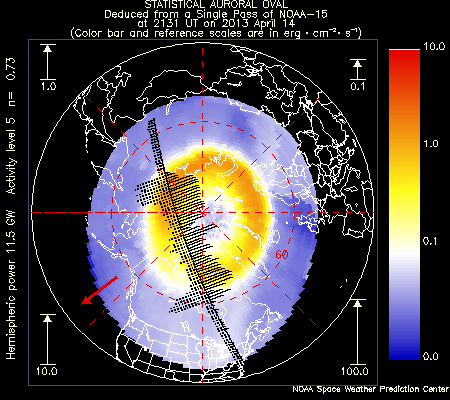 STATISTICAL AURORAL OVAL
Deduced from a Single Pass of NOAA-15
at 2131 UT on 2013 April 14
(Color bar and reference scales are in erg · cm⁻² · s⁻¹)
Hemispheric power 11.5 GW Activity level 5 n= 0.73
1.0
0.1
60
10.0
100.0
10.0
1.0
0.1
0.0
NOAA Space Weather Prediction Center